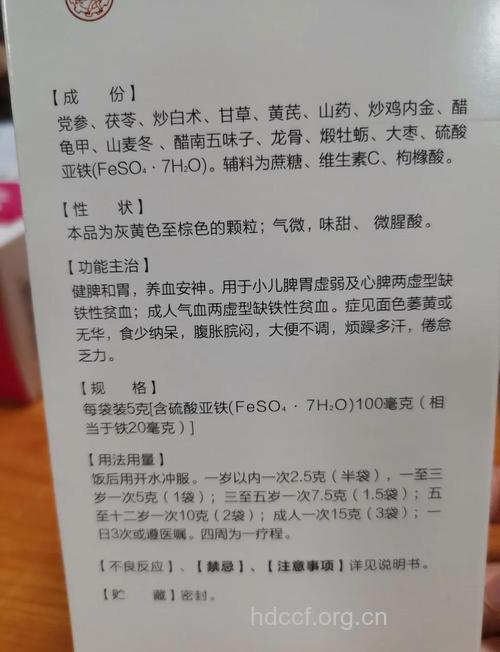 【成 份】
党参、茯苓、炒白术、甘草、黄芪、山药、炒鸡内金、醋
龟甲、山麦冬、醋南五味子、龙骨、煅牡蛎、大枣、硫酸
亚铁(FeSO₄·7H₂O)。辅料为蔗糖、维生素C、枸橼酸。
【性 状】
本品为灰黄色至棕色的颗粒；气微，味甜、微腥酸。
【功能主治】
健脾和胃，养血安神。用于小儿脾胃虚弱及心脾两虚型缺
铁性贫血；成人气血两虚型缺铁性贫血。症见面色萎黄或
无华，食少纳呆，腹胀脘闷，大便不调，烦躁多汗，倦怠
乏力。
【规 格】
每袋装5克[含硫酸亚铁(FeSO₄·7H₂O)100毫克（相
当于铁20毫克）]
【用法用量】
饭后用开水冲服。一岁以内一次2.5克（半袋），一至三
岁一次5克（1袋）；三至五岁一次7.5克（1.5袋）；五
至十二岁一次10克（2袋）；成人一次15克（3袋）；一
日3次或遵医嘱。四周为一疗程。
【不良反应】、【禁忌】、【注意事项】详见说明书。
【贮 藏】密封。
hdccf.org.cn